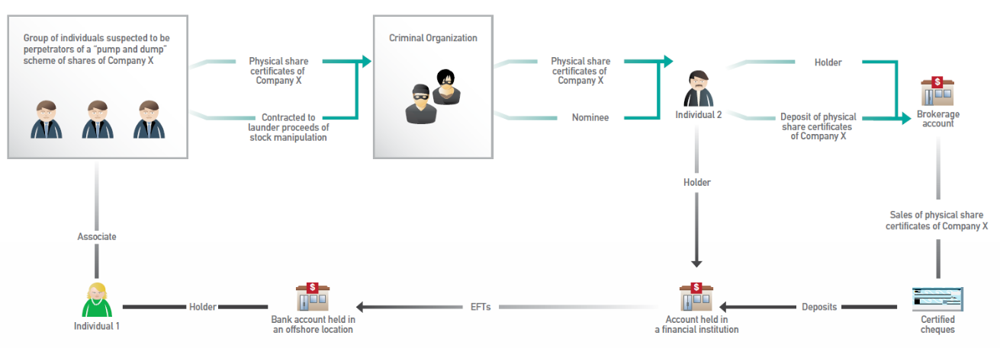 Group of individuals suspected to be
perpetrators of a “pump and dump”
scheme of shares of Company X
Physical share
certificates of
Company X
Contracted to
launder proceeds of
stock manipulation
Criminal Organization
Physical share
certificates of
Company X
Nominee
Individual 2
Holder
Deposit of physical
share certificates
of Company X
$
Brokerage
account
Holder
Sales of physical share
certificates of Company X
Associate
Individual 1
Holder
$
Bank account held in
an offshore location
EFTs
$
Account held in
a financial institution
Deposits
Certified
cheques